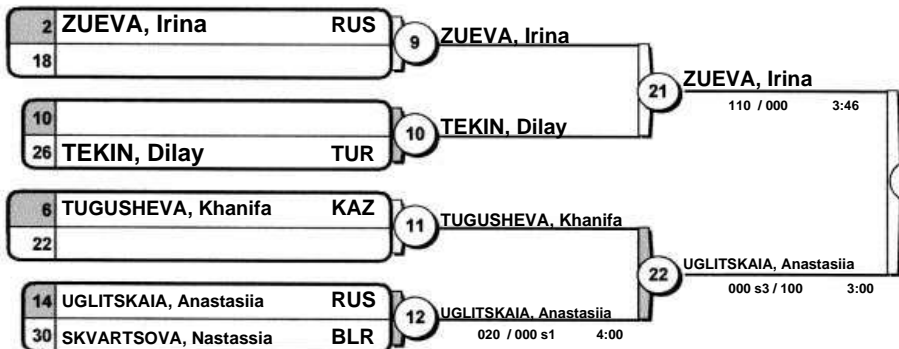 2 ZUEVA, Irina RUS
18
9 ZUEVA, Irina
10
26 TEKIN, Dilay TUR
10 TEKIN, Dilay
21 ZUEVA, Irina
110 / 000 3:46
6 TUGUSHEVA, Khanifa KAZ
22
11 TUGUSHEVA, Khanifa
14 UGLITSKAIA, Anastasiia RUS
30 SKVARTSOVA, Nastassia BLR
12 UGLITSKAIA, Anastasiia
020 / 000 s1 4:00
22 UGLITSKAIA, Anastasiia
000 s3 / 100 3:00